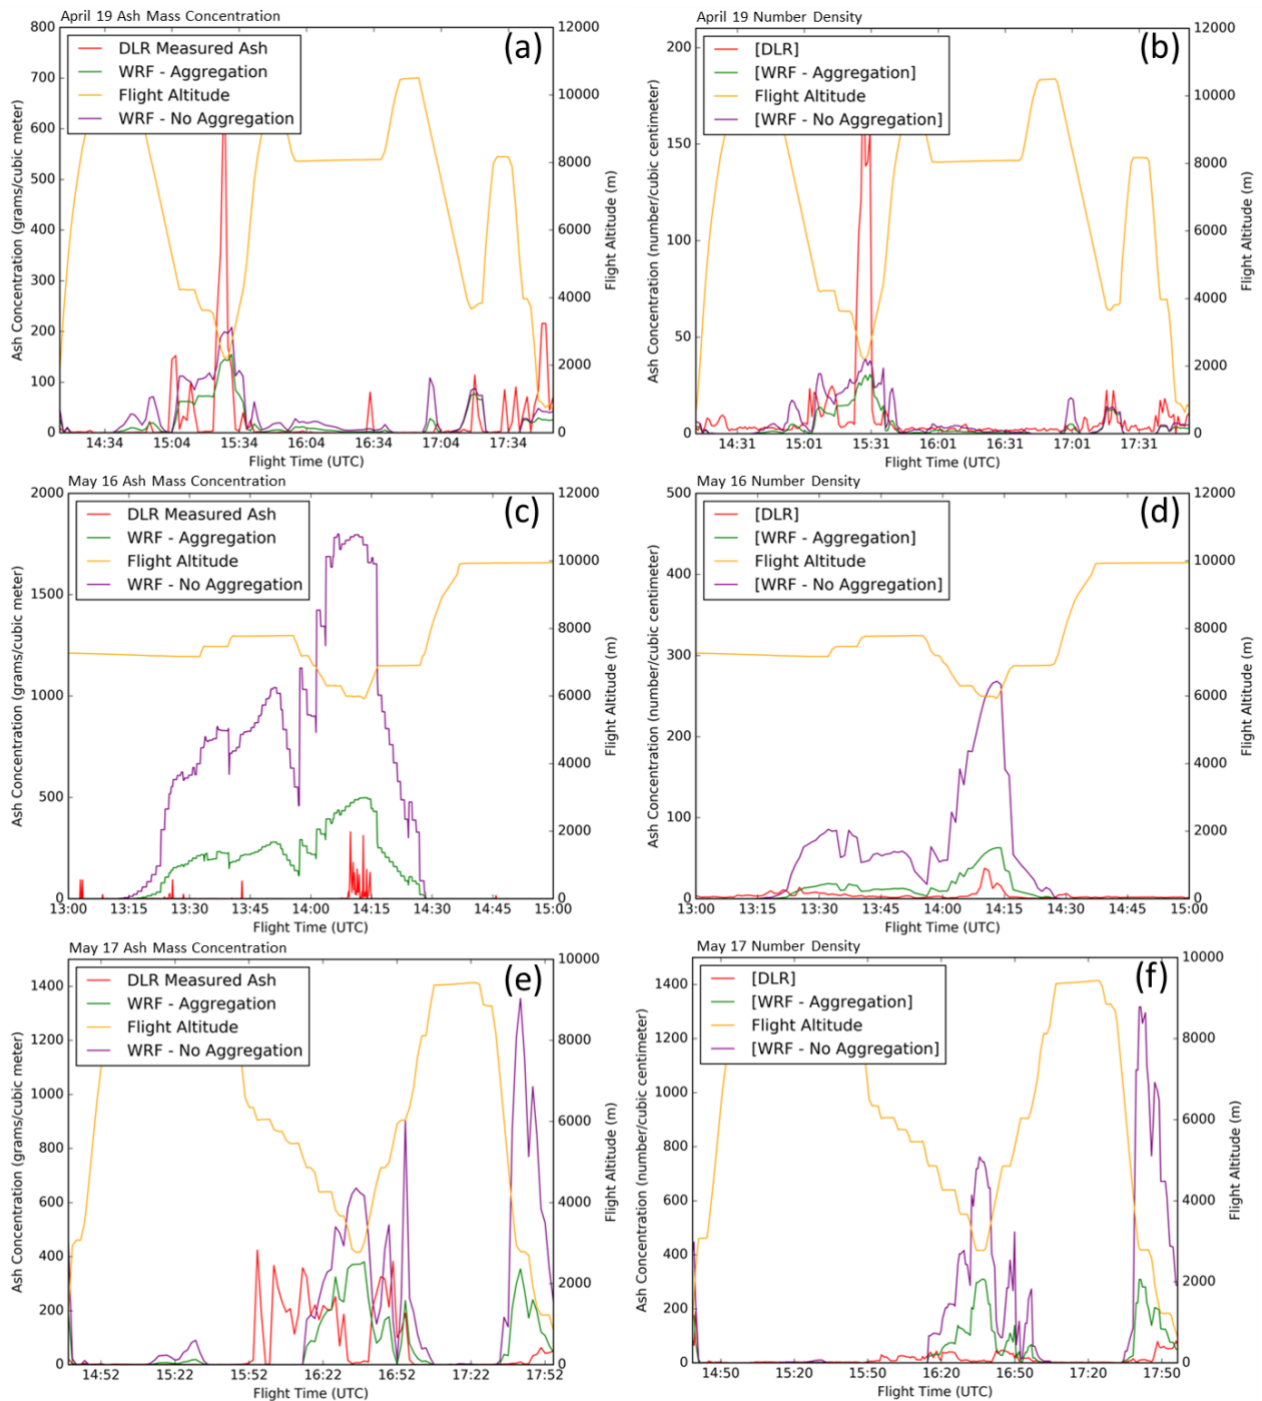 April 19 Ash Mass Concentration
(a)
DLR Measured Ash
WRF - Aggregation
Flight Altitude
WRF - No Aggregation
800
700
600
500
400
300
200
100
0
12000
10000
8000
6000
4000
2000
0
14:34 15:04 15:34 16:04 16:34 17:04 17:34
Ash Concentration (grams/cubic meter)
Flight Altitude (m)
Flight Time (UTC)
April 19 Number Density
(b)
[DLR]
[WRF - Aggregation]
Flight Altitude
[WRF - No Aggregation]
200
150
100
50
0
12000
10000
8000
6000
4000
2000
0
14:31 15:01 15:31 16:01 16:31 17:01 17:31
Ash Concentration (number/cubic centimeter)
Flight Altitude (m)
Flight Time (UTC)
May 16 Ash Mass Concentration
(c)
DLR Measured Ash
WRF - Aggregation
Flight Altitude
WRF - No Aggregation
2000
1500
1000
500
0
12000
10000
8000
6000
4000
2000
0
13:00 13:15 13:30 13:45 14:00 14:15 14:30 14:45 15:00
Ash Concentration (grams/cubic meter)
Flight Altitude (m)
Flight Time (UTC)
May 16 Number Density
(d)
[DLR]
[WRF - Aggregation]
Flight Altitude
[WRF - No Aggregation]
500
400
300
200
100
0
12000
10000
8000
6000
4000
2000
0
13:00 13:15 13:30 13:45 14:00 14:15 14:30 14:45 15:00
Ash Concentration (number/cubic centimeter)
Flight Altitude (m)
Flight Time (UTC)
May 17 Ash Mass Concentration
(e)
DLR Measured Ash
WRF - Aggregation
Flight Altitude
WRF - No Aggregation
1400
1200
1000
800
600
400
200
0
10000
8000
6000
4000
2000
0
14:52 15:22 15:52 16:22 16:52 17:22 17:52
Ash Concentration (grams/cubic meter)
Flight Altitude (m)
Flight Time (UTC)
May 17 Number Density
(f)
[DLR]
[WRF - Aggregation]
Flight Altitude
[WRF - No Aggregation]
1400
1200
1000
800
600
400
200
0
10000
8000
6000
4000
2000
0
14:50 15:20 15:50 16:20 16:50 17:20 17:50
Ash Concentration (number/cubic centimeter)
Flight Altitude (m)
Flight Time (UTC)